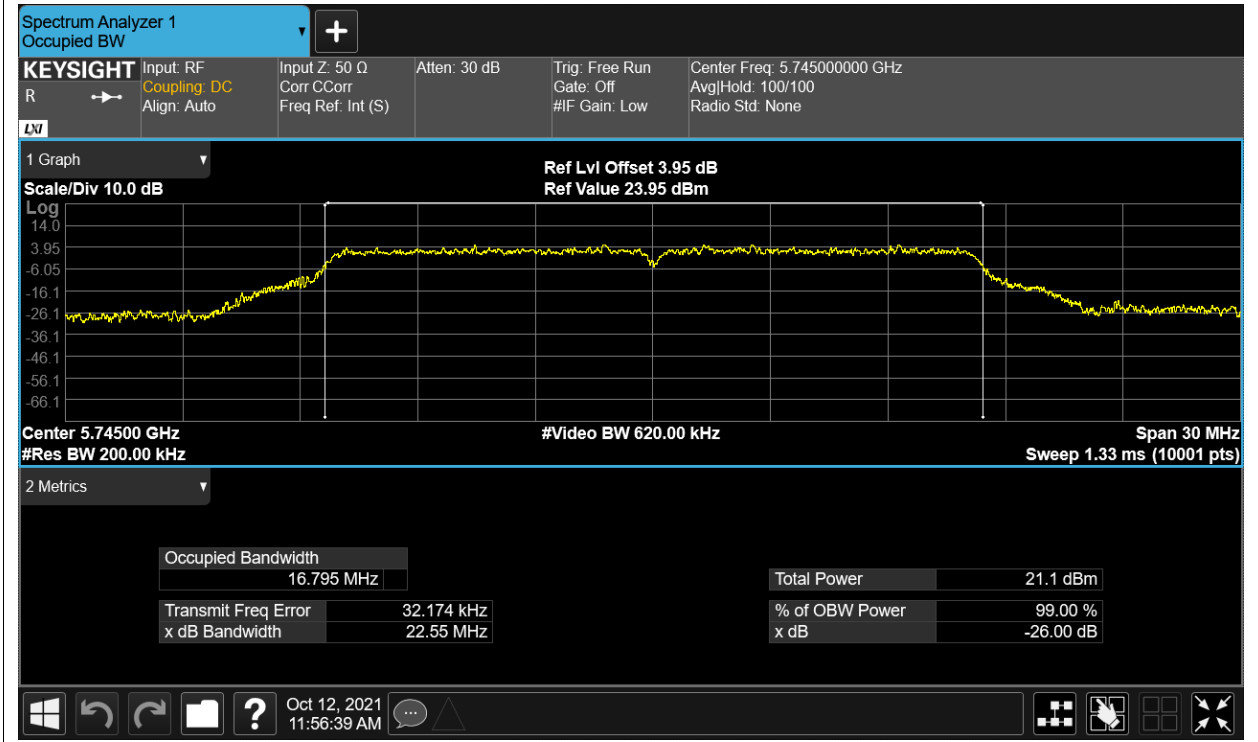 Spectrum Analyzer 1
Occupied BW
KEYSIGHT
R
LXI
Input: RF
Coupling: DC
Align: Auto
Input Z: 50 Ω
Corr CCorr
Freq Ref: Int (S)
Atten: 30 dB
Trig: Free Run
Gate: Off
#IF Gain: Low
Center Freq: 5.745000000 GHz
Avg|Hold: 100/100
Radio Std: None
1 Graph
Scale/Div 10.0 dB
Ref Lvl Offset 3.95 dB
Ref Value 23.95 dBm
Log
14.0
3.95
-6.05
-16.1
-26.1
-36.1
-46.1
-56.1
-66.1
Center 5.74500 GHz
#Video BW 620.00 kHz
Span 30 MHz
#Res BW 200.00 kHz
Sweep 1.33 ms (10001 pts)
2 Metrics
Occupied Bandwidth
16.795 MHz
Total Power 21.1 dBm
Transmit Freq Error 32.174 kHz
% of OBW Power 99.00 %
x dB Bandwidth 22.55 MHz
x dB -26.00 dB
?
Oct 12, 2021
11:56:39 AM